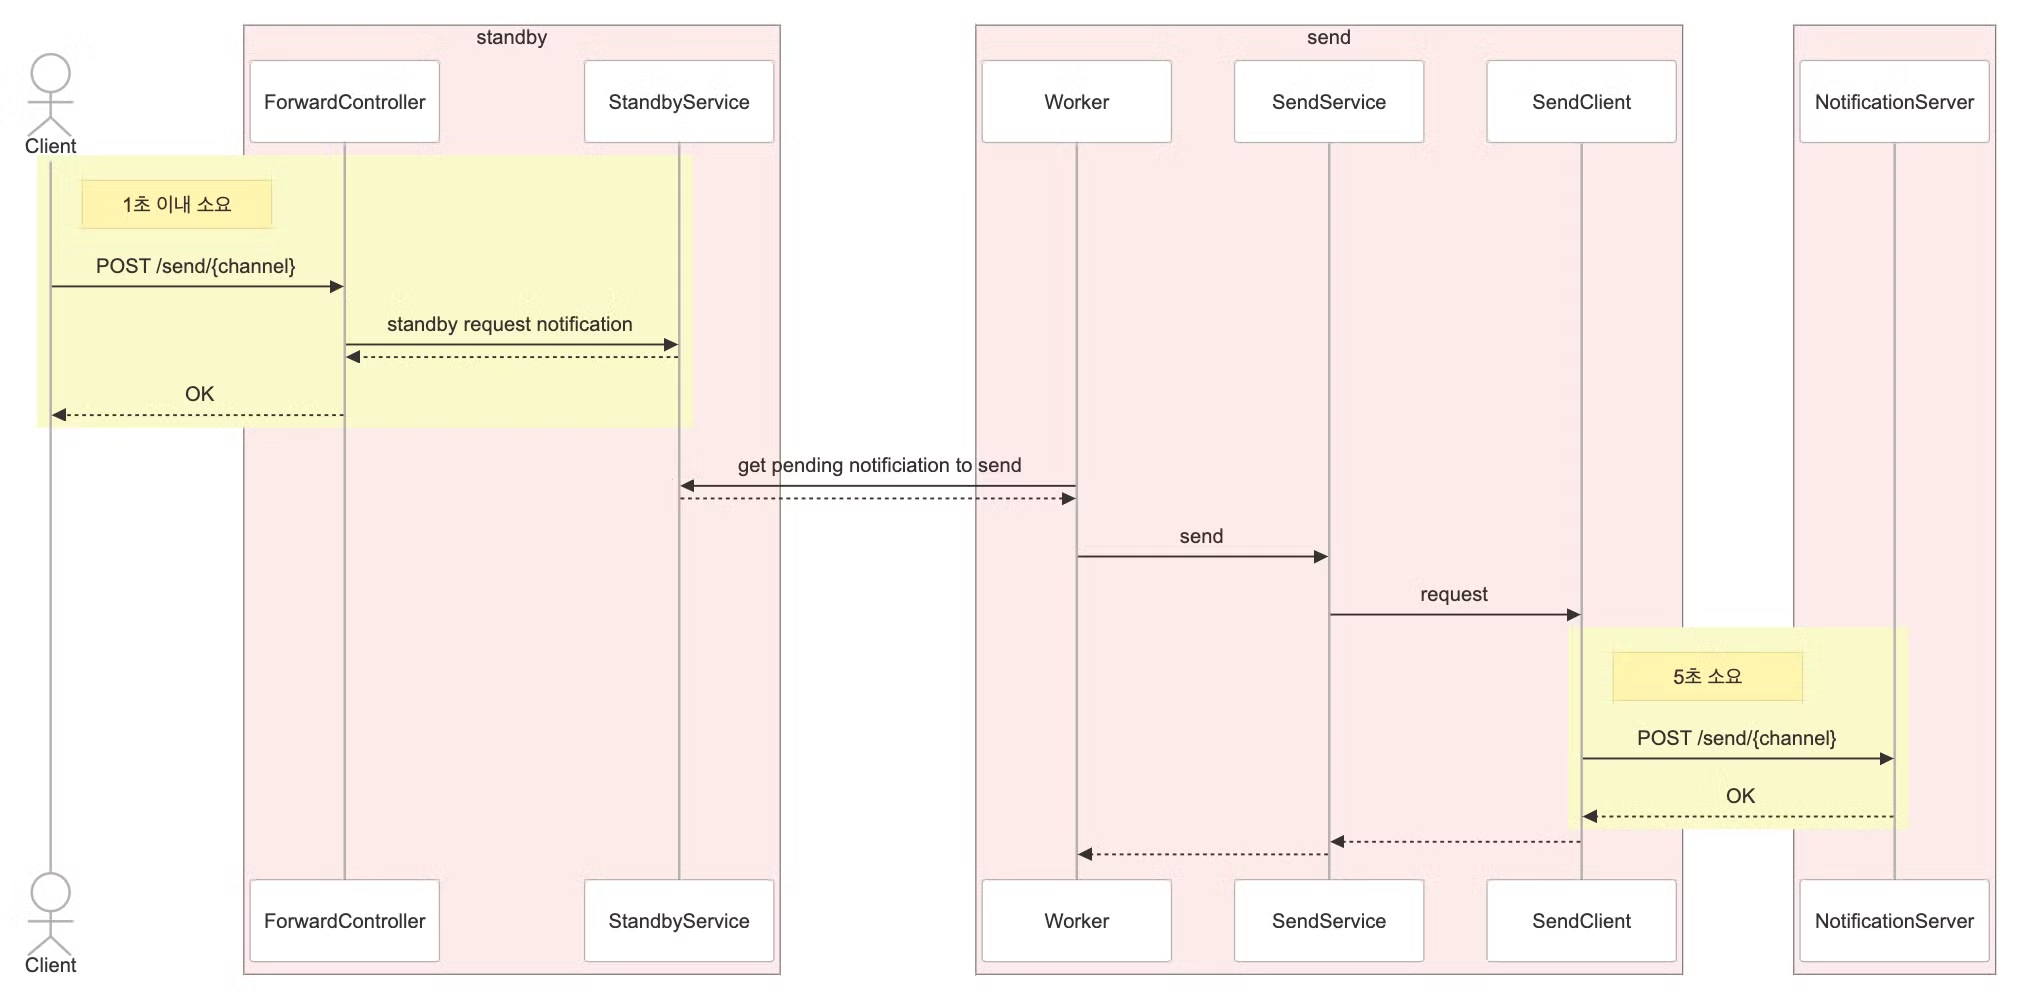 standby
send
Client
ForwardController
StandbyService
Worker
SendService
SendClient
NotificationServer
1초 이내 소요
POST /send/{channel}
standby request notification
OK
get pending notificiation to send
send
request
5초 소요
POST /send/{channel}
OK
Client
ForwardController
StandbyService
Worker
SendService
SendClient
NotificationServer